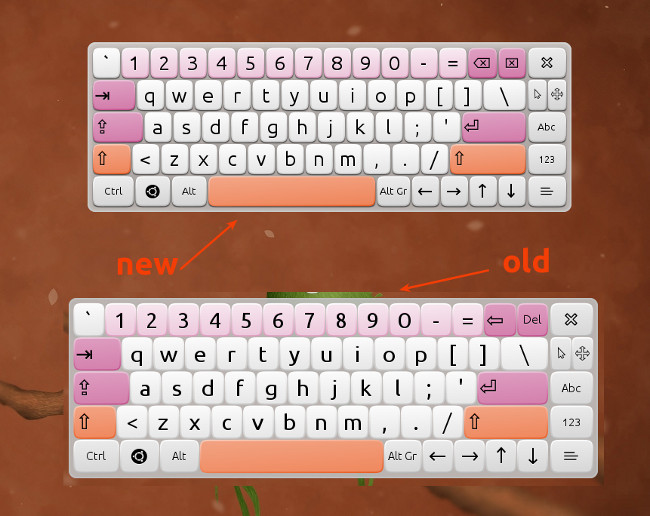 ` 1 2 3 4 5 6 7 8 9 0 - = ⌫ ⌧
⇥ q w e r t y u i o p [ ] \
⇪ a s d f g h j k l ; ' ⏎ Abc
⇧ < z x c v b n m , . / ⇧ 123
Ctrl Alt Alt Gr ← → ↑ ↓
new
old
` 1 2 3 4 5 6 7 8 9 0 - = ⇦ Del
⇥ q w e r t y u i o p [ ] \
⇪ a s d f g h j k l ; ' ⏎ Abc
⇧ < z x c v b n m , . / ⇧ 123
Ctrl Alt Alt Gr ← → ↑ ↓